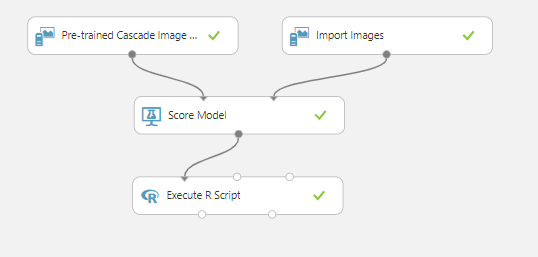 Pre-trained Cascade Image ...
Import Images
Score Model
Execute R Script